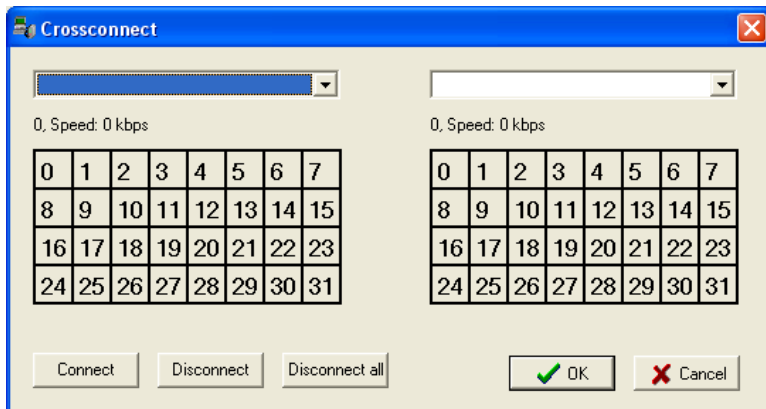 Crossconnect
0, Speed: 0 kbps 0, Speed: 0 kbps
0 1 2 3 4 5 6 7 0 1 2 3 4 5 6 7
8 9 10 11 12 13 14 15 8 9 10 11 12 13 14 15
16 17 18 19 20 21 22 23 16 17 18 19 20 21 22 23
24 25 26 27 28 29 30 31 24 25 26 27 28 29 30 31
Connect Disconnect Disconnect all OK Cancel